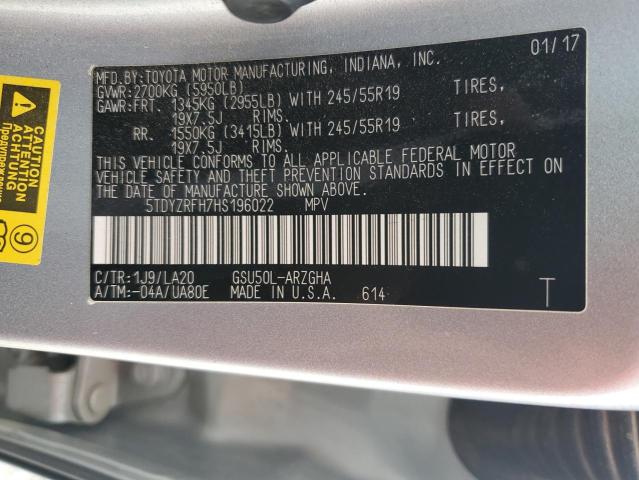 MFD.BY:TOYOTA MOTOR MANUFACTURING, INDIANA, INC. 01/17
GVWR:2700KG (5950LB)
GAWR:FRT. 1345KG (2955LB) WITH 245/55R19 TIRES,
19X7.5J RIMS.
RR. 1550KG (3415LB) WITH 245/55R19 TIRES,
19X7.5J RIMS.
THIS VEHICLE CONFORMS TO ALL APPLICABLE FEDERAL MOTOR
VEHICLE SAFETY AND THEFT PREVENTION STANDARDS IN EFFECT ON
THE DATE OF MANUFACTURE SHOWN ABOVE.
5TDYZRFH7HS196022 MPV
C/TR:1J9/LA20 GSU50L-ARZGHA
A/TM:-04A/UA80E MADE IN U.S.A. 614 T
CAUTION
ATTENTION
ACHTUNG
9